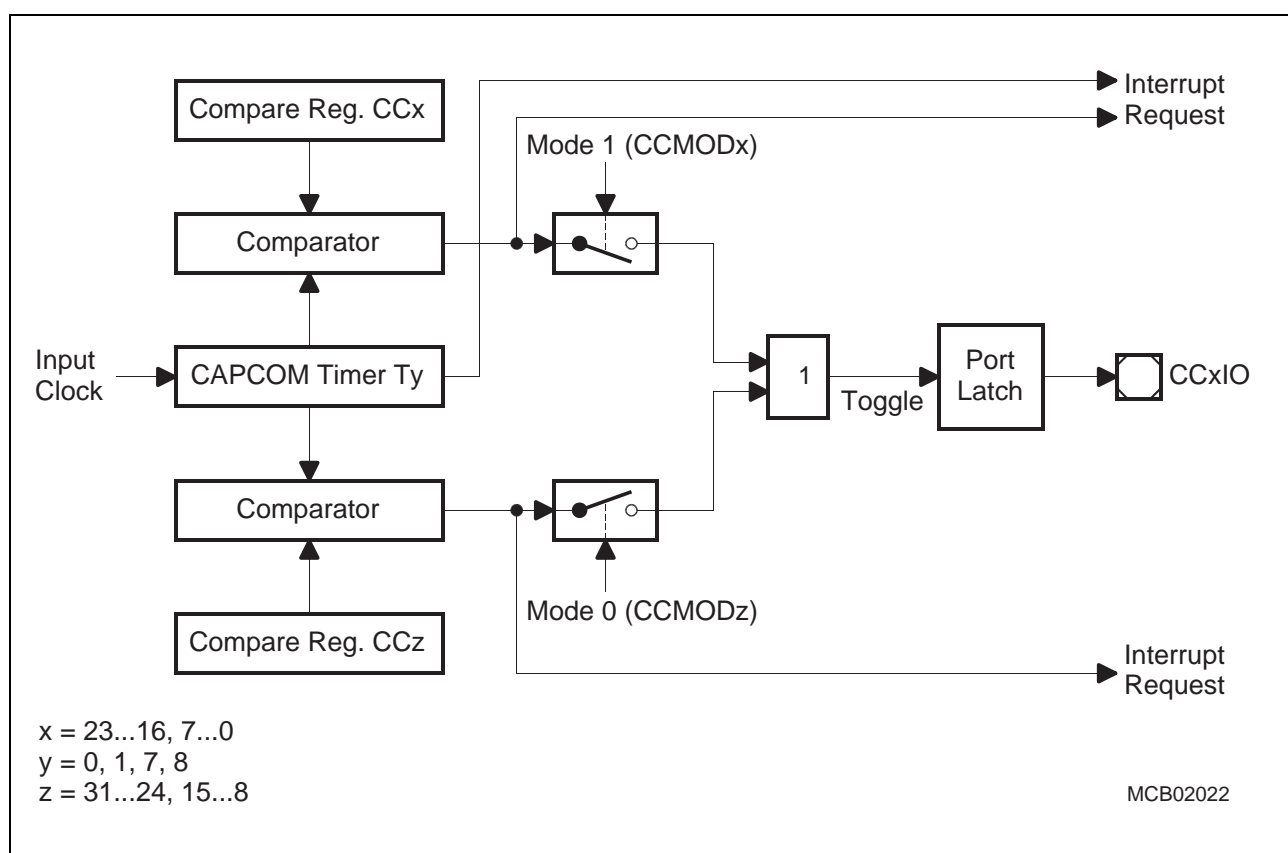 Compare Reg. CCx
Interrupt
Request
Mode 1 (CCMODx)
Comparator
Input
Clock
CAPCOM Timer Ty
1
Toggle
Port
Latch
CCxIO
Comparator
Mode 0 (CCMODz)
Compare Reg. CCz
Interrupt
Request
x = 23...16, 7...0
y = 0, 1, 7, 8
z = 31...24, 15...8
MCB02022